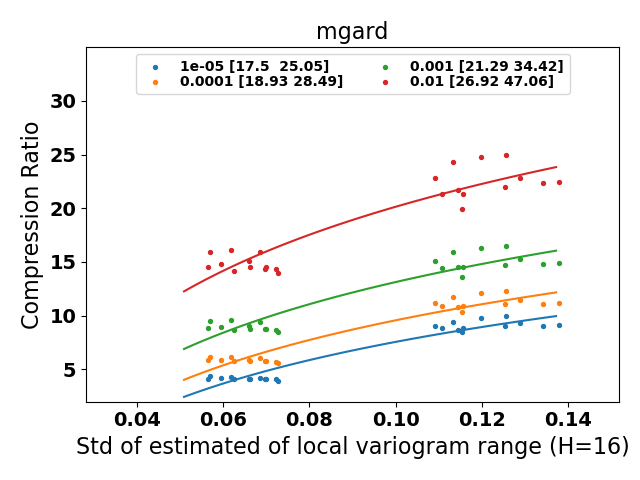 mgard
1e-05 [17.5  25.05]
0.0001 [18.93 28.49]
0.001 [21.29 34.42]
0.01 [26.92 47.06]
Compression Ratio
30
25
20
15
10
5
0.04 0.06 0.08 0.10 0.12 0.14
Std of estimated of local variogram range (H=16)